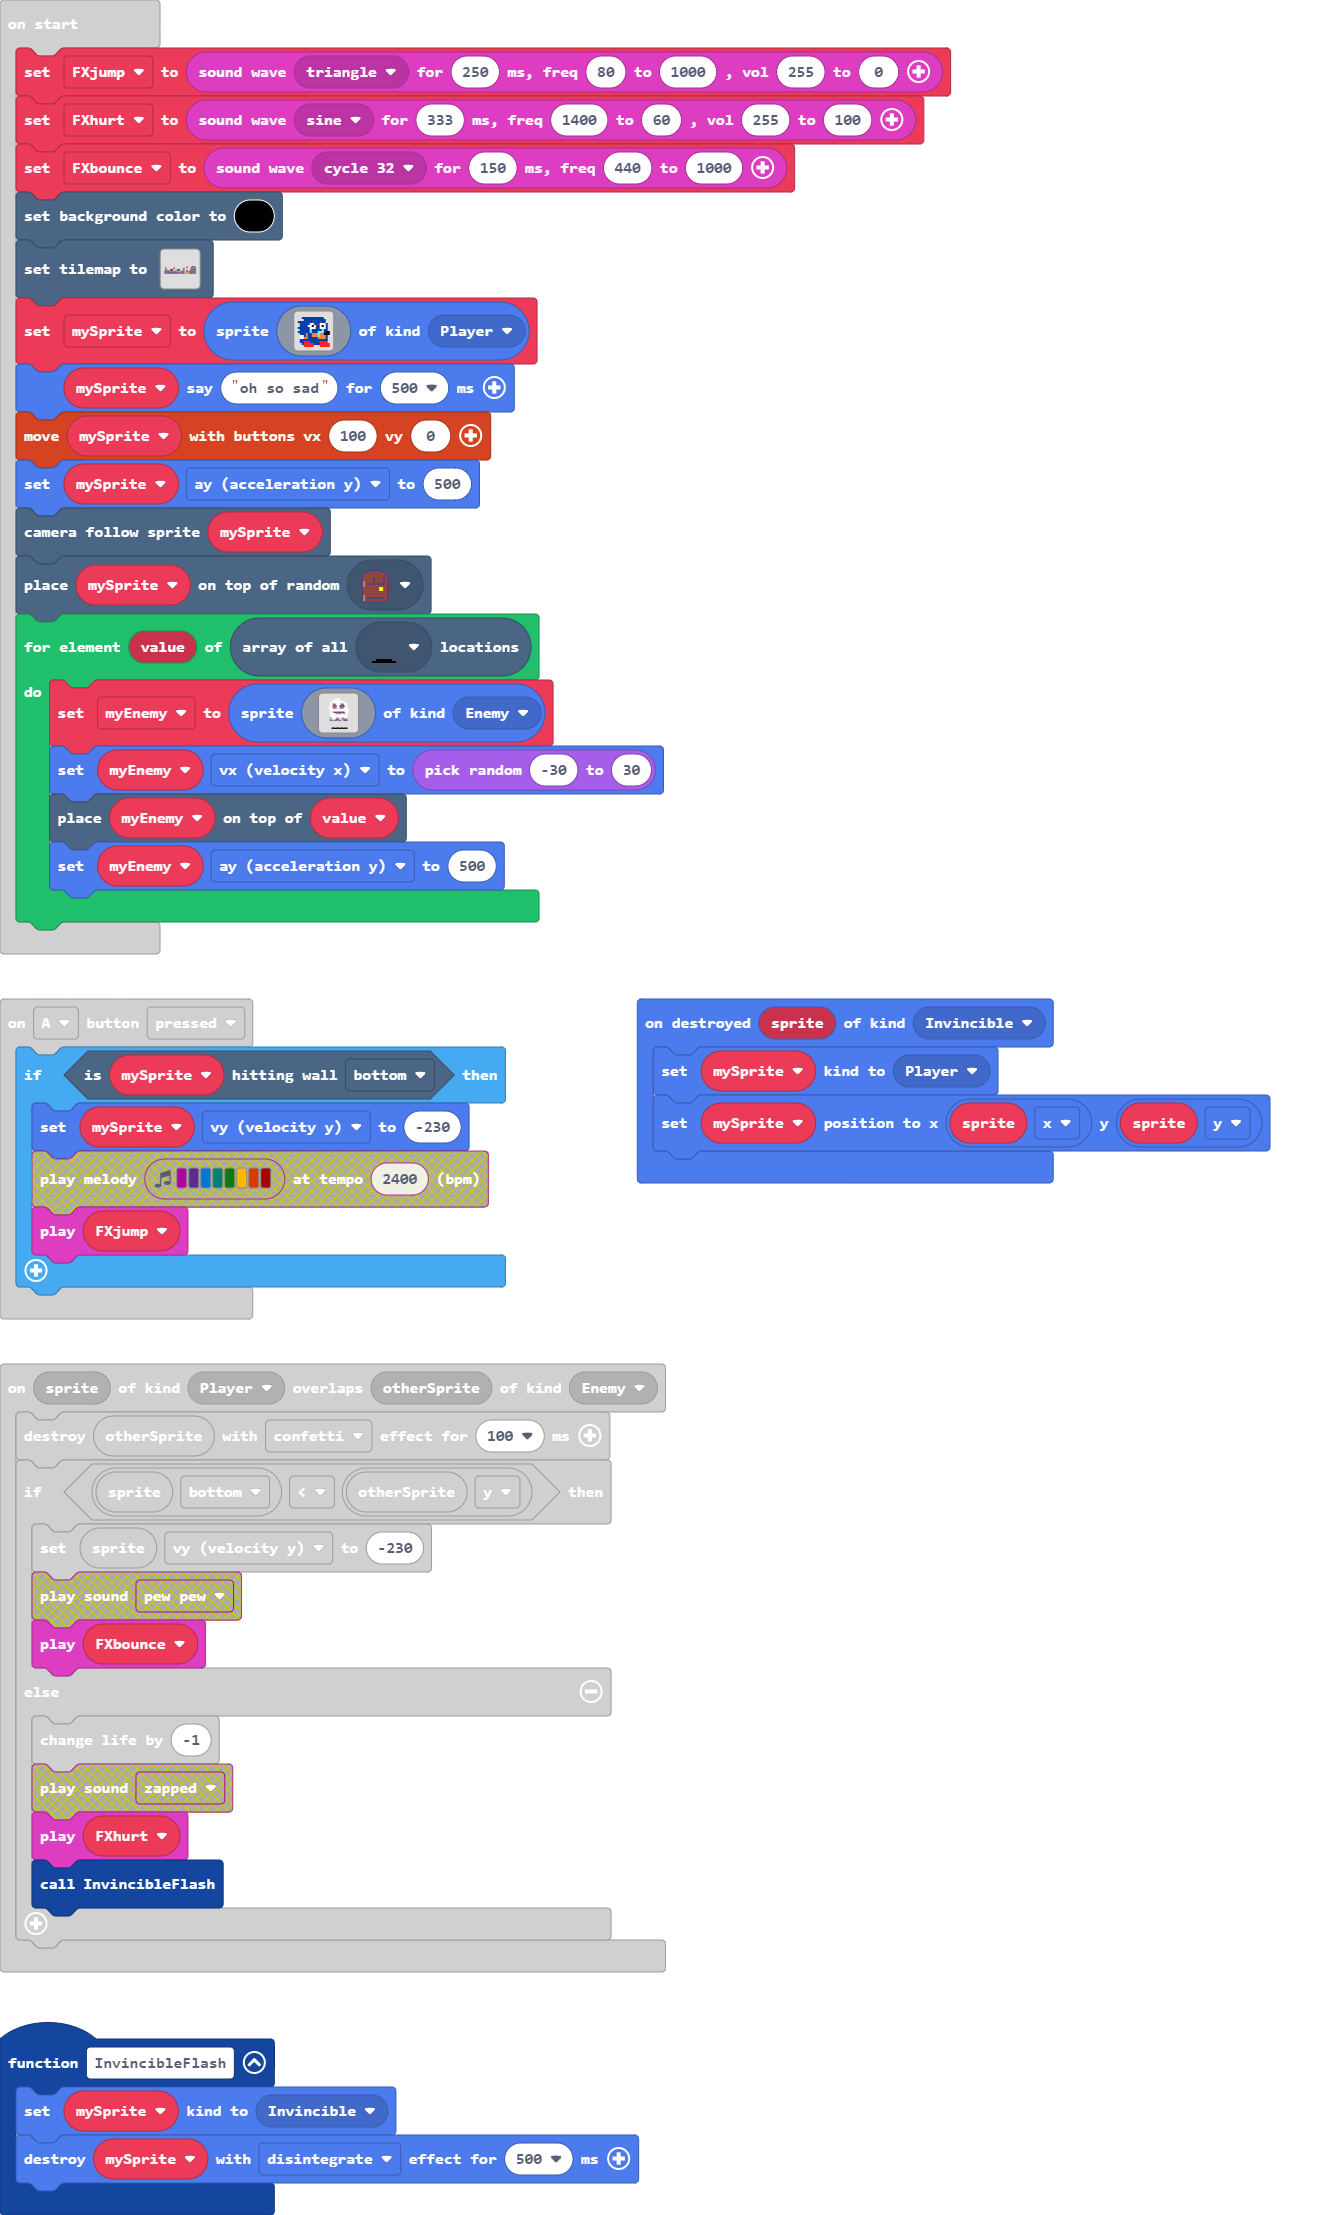 on start
set FXjump to sound wave triangle for 250 ms, freq 80 to 1000 , vol 255 to 0
set FXhurt to sound wave sine for 333 ms, freq 1400 to 60 , vol 255 to 100
set FXbounce to sound wave cycle 32 for 150 ms, freq 440 to 1000
set background color to
set tilemap to
set mySprite to sprite of kind Player
mySprite say "oh so sad" for 500 ms
move mySprite with buttons vx 100 vy 0
set mySprite ay (acceleration y) to 500
camera follow sprite mySprite
place mySprite on top of random
for element value of array of all locations
do
set myEnemy to sprite of kind Enemy
set myEnemy vx (velocity x) to pick random -30 to 30
place myEnemy on top of value
set myEnemy ay (acceleration y) to 500
on A button pressed
if is mySprite hitting wall bottom then
set mySprite vy (velocity y) to -230
play melody at tempo 2400 (bpm)
play FXjump
on destroyed sprite of kind Invincible
set mySprite kind to Player
set mySprite position to x sprite x y sprite y
on sprite of kind Player overlaps otherSprite of kind Enemy
destroy otherSprite with confetti effect for 100 ms
if sprite bottom < otherSprite y then
set sprite vy (velocity y) to -230
play sound pew pew
play FXbounce
else
change life by -1
play sound zapped
play FXhurt
call InvincibleFlash
function InvincibleFlash
set mySprite kind to Invincible
destroy mySprite with disintegrate effect for 500 ms